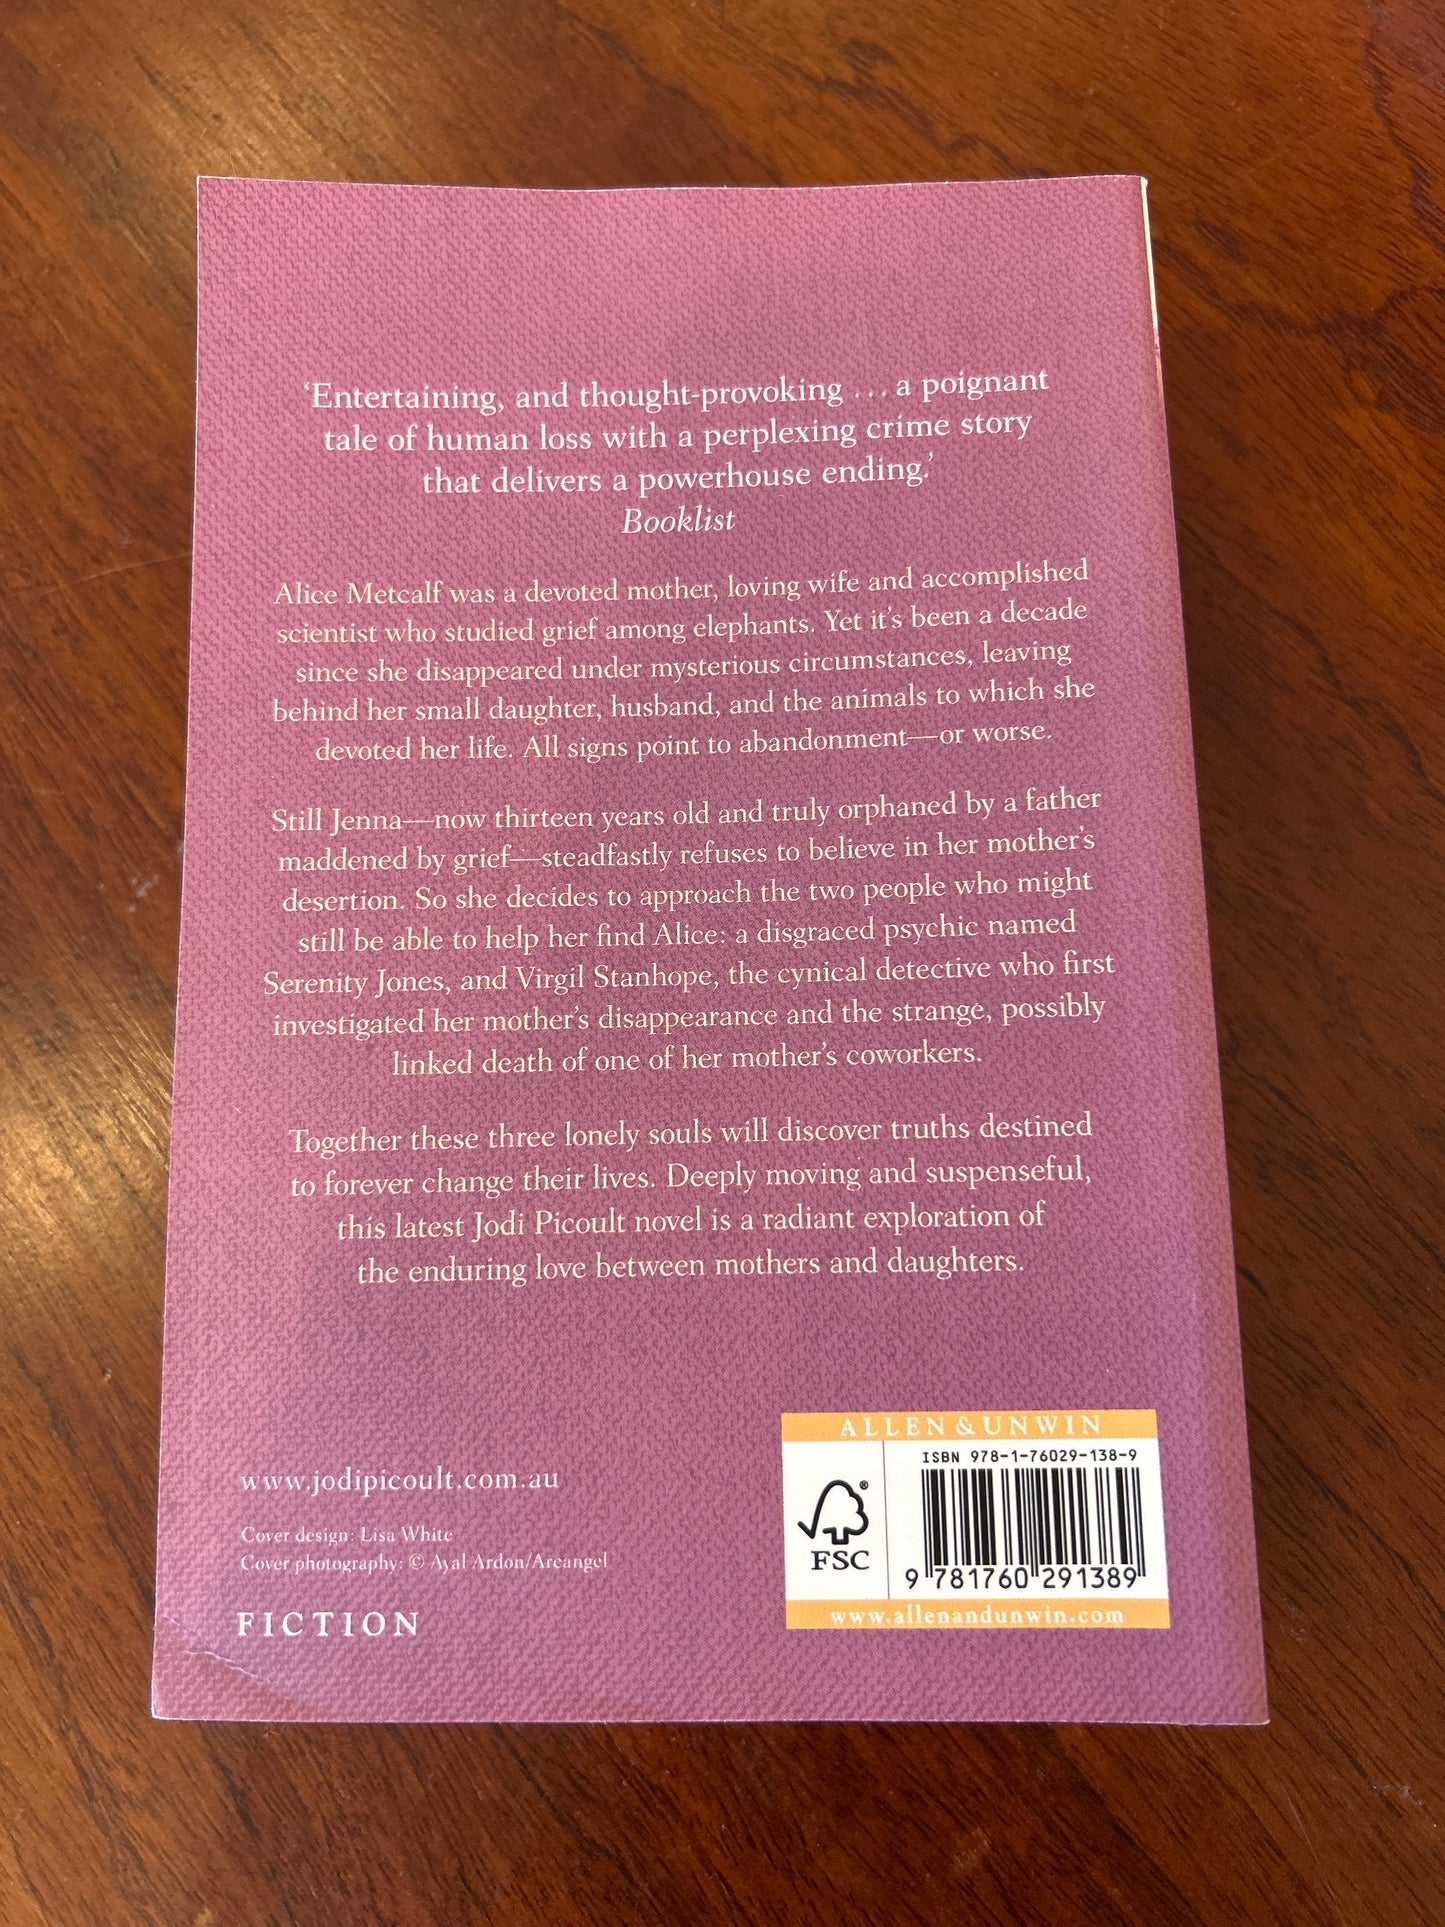 ‘Entertaining, and thought-provoking ... a poignant
tale of human loss with a perplexing crime story
that delivers a powerhouse ending.’
Booklist
Alice Metcalf was a devoted mother, loving wife and accomplished
scientist who studied grief among elephants. Yet it’s been a decade
since she disappeared under mysterious circumstances, leaving
behind her small daughter, husband, and the animals to which she
devoted her life. All signs point to abandonment—or worse.
Still Jenna—now thirteen years old and truly orphaned by a father
maddened by grief—steadfastly refuses to believe in her mother’s
desertion. So she decides to approach the two people who might
still be able to help her find Alice: a disgraced psychic named
Serenity Jones, and Virgil Stanhope, the cynical detective who first
investigated her mother’s disappearance and the strange, possibly
linked death of one of her mother’s coworkers.
Together these three lonely souls will discover truths destined
to forever change their lives. Deeply moving and suspenseful,
this latest Jodi Picoult novel is a radiant exploration of
the enduring love between mothers and daughters.
www.jodipicoult.com.au
Cover design: Lisa White
Cover photography: © Ayal Ardon/Arcangel
FICTION
ALLEN & UNWIN
ISBN 978-1-76029-138-9
FSC®
9 781760 291389
www.allenandunwin.com